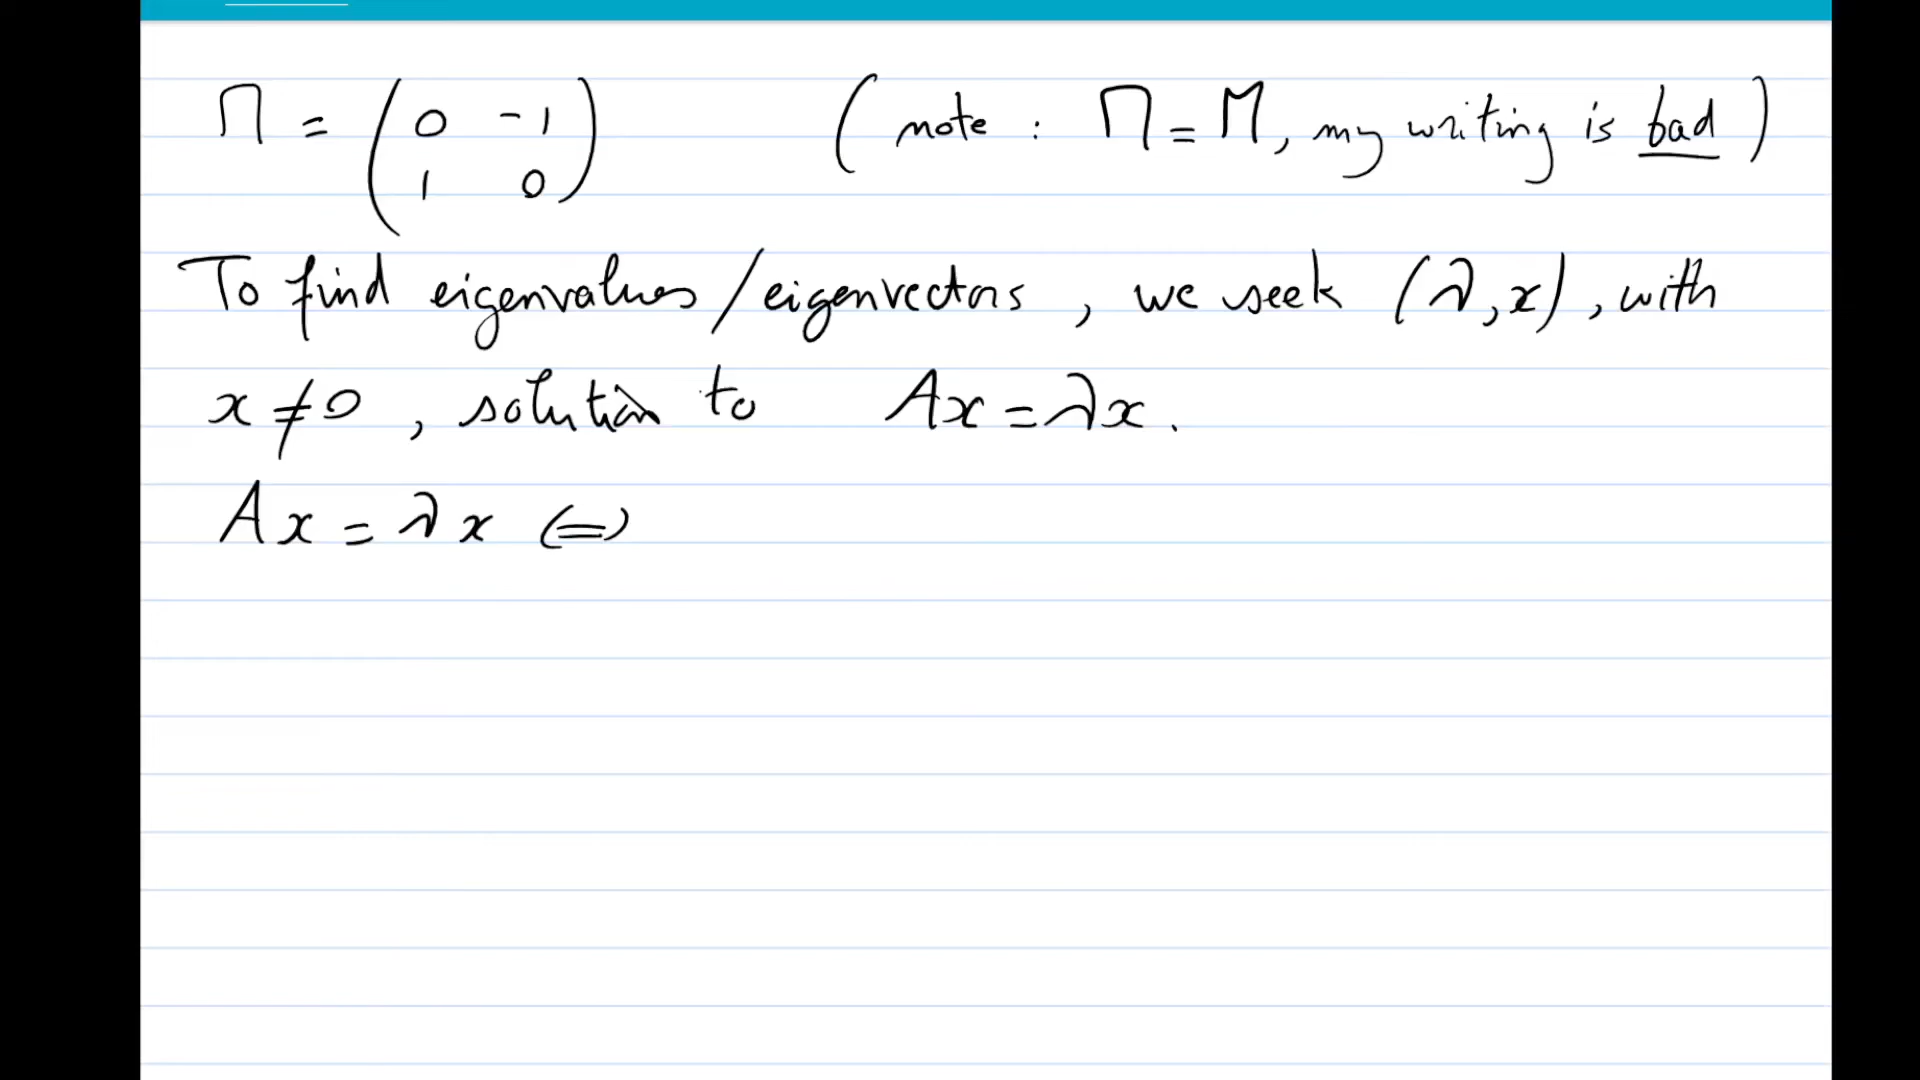 Π = ( 0 -1 ; 1 0 ) (note : Π = M, my writing is bad)
To find eigenvalues/eigenvectors, we seek (λ, x), with
x ≠ 0, solution to Ax = λx.
Ax = λx ⇔